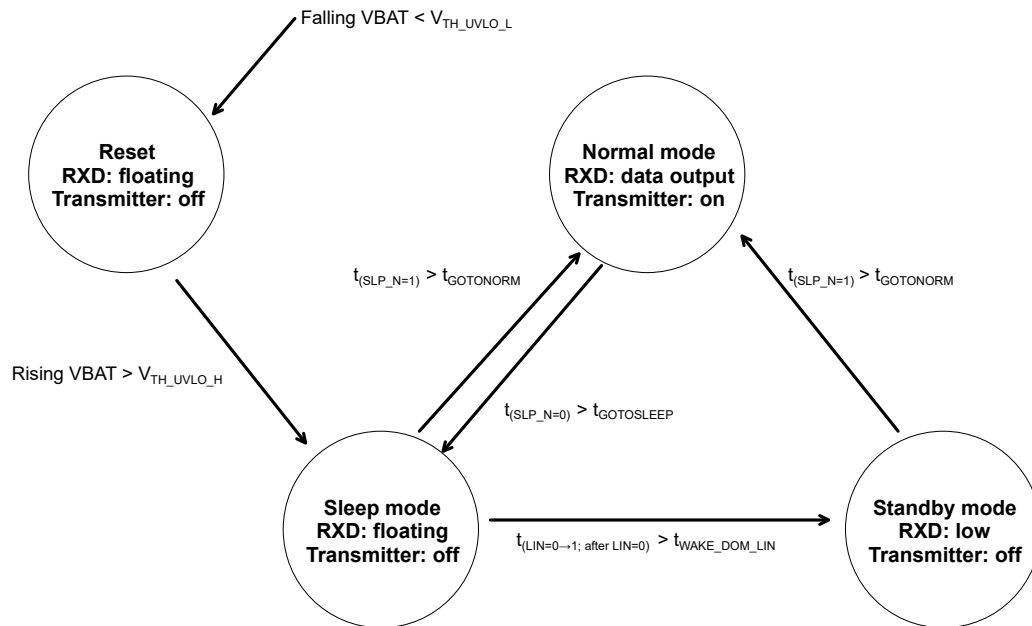 Falling VBAT < VTH_UVLO_L
Reset
RXD: floating
Transmitter: off
Normal mode
RXD: data output
Transmitter: on
t(SLP_N=1) > tGOTONORM
t(SLP_N=1) > tGOTONORM
Rising VBAT > VTH_UVLO_H
t(SLP_N=0) > tGOTOSLEEP
Sleep mode
RXD: floating
Transmitter: off
t(LIN=0→1; after LIN=0) > tWAKE_DOM_LIN
Standby mode
RXD: low
Transmitter: off